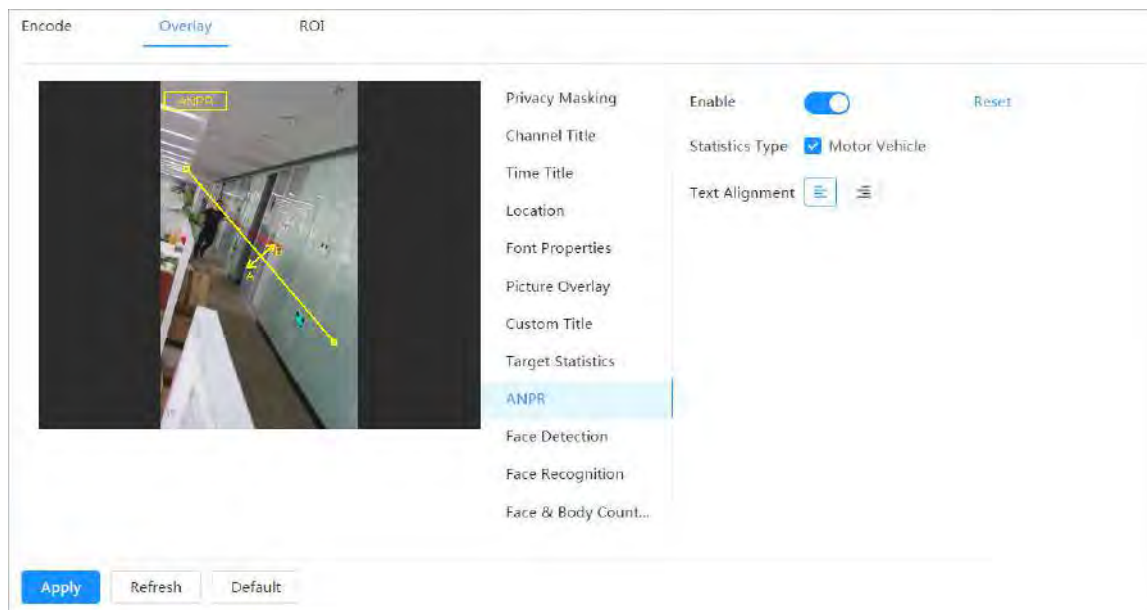 Encode Overlay ROI
ANPR
B
A
Privacy Masking
Channel Title
Time Title
Location
Font Properties
Picture Overlay
Custom Title
Target Statistics
ANPR
Face Detection
Face Recognition
Face & Body Count...
Enable Reset
Statistics Type Motor Vehicle
Text Alignment
Apply Refresh Default